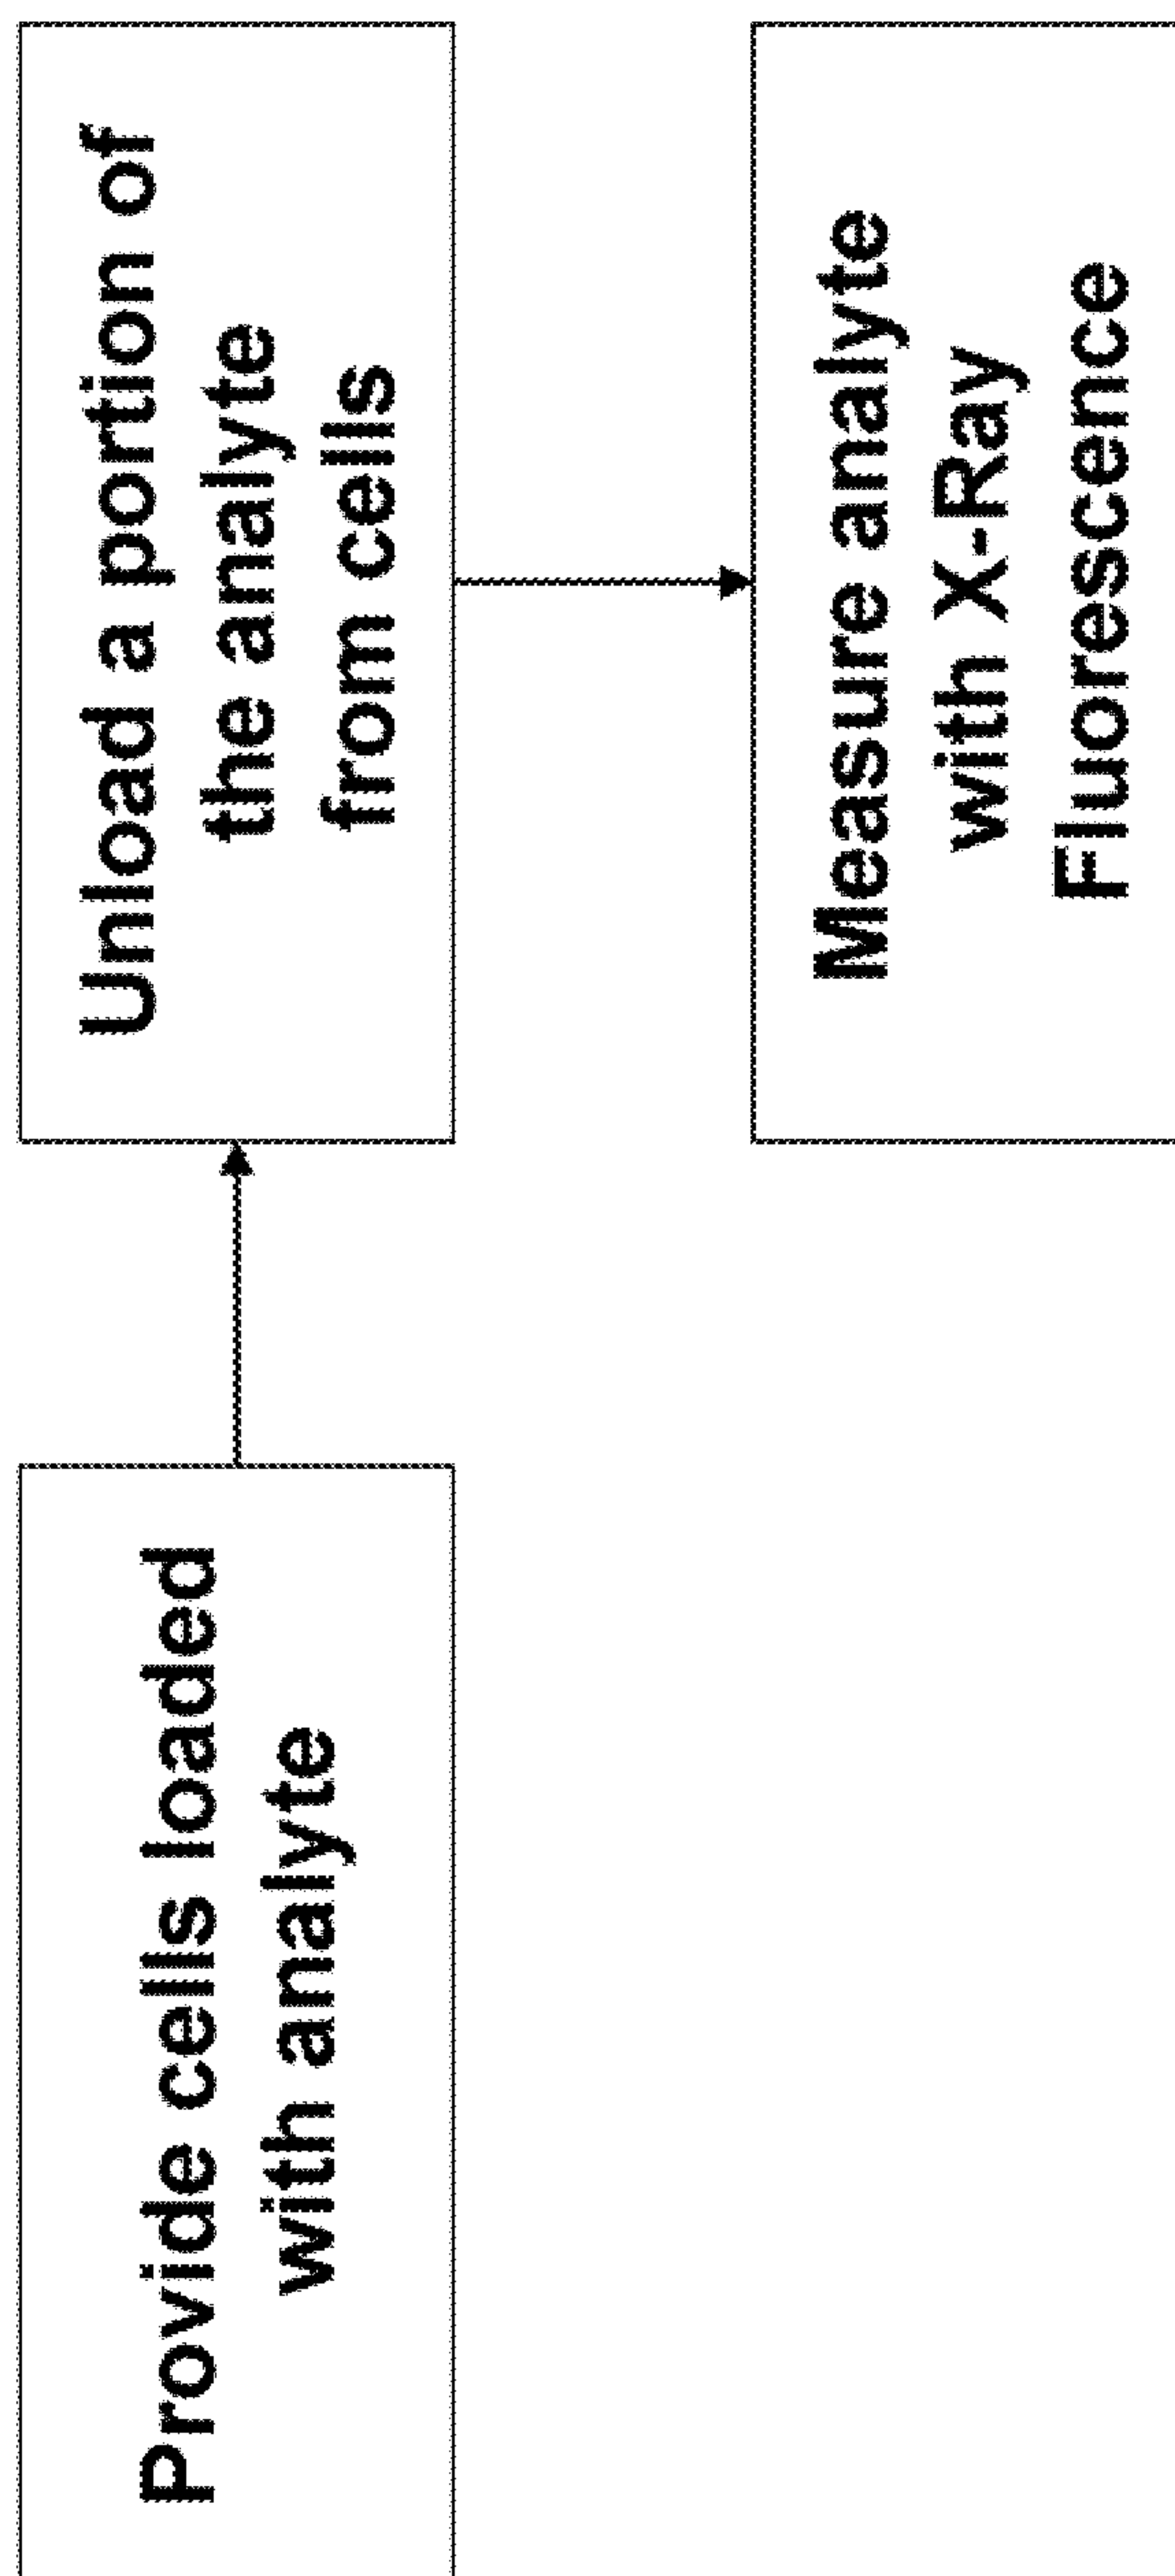 Provide cells loaded
with analyte
Unload a portion of
the analyte
from cells
Measure analyte
with X-Ray
Fluorescence